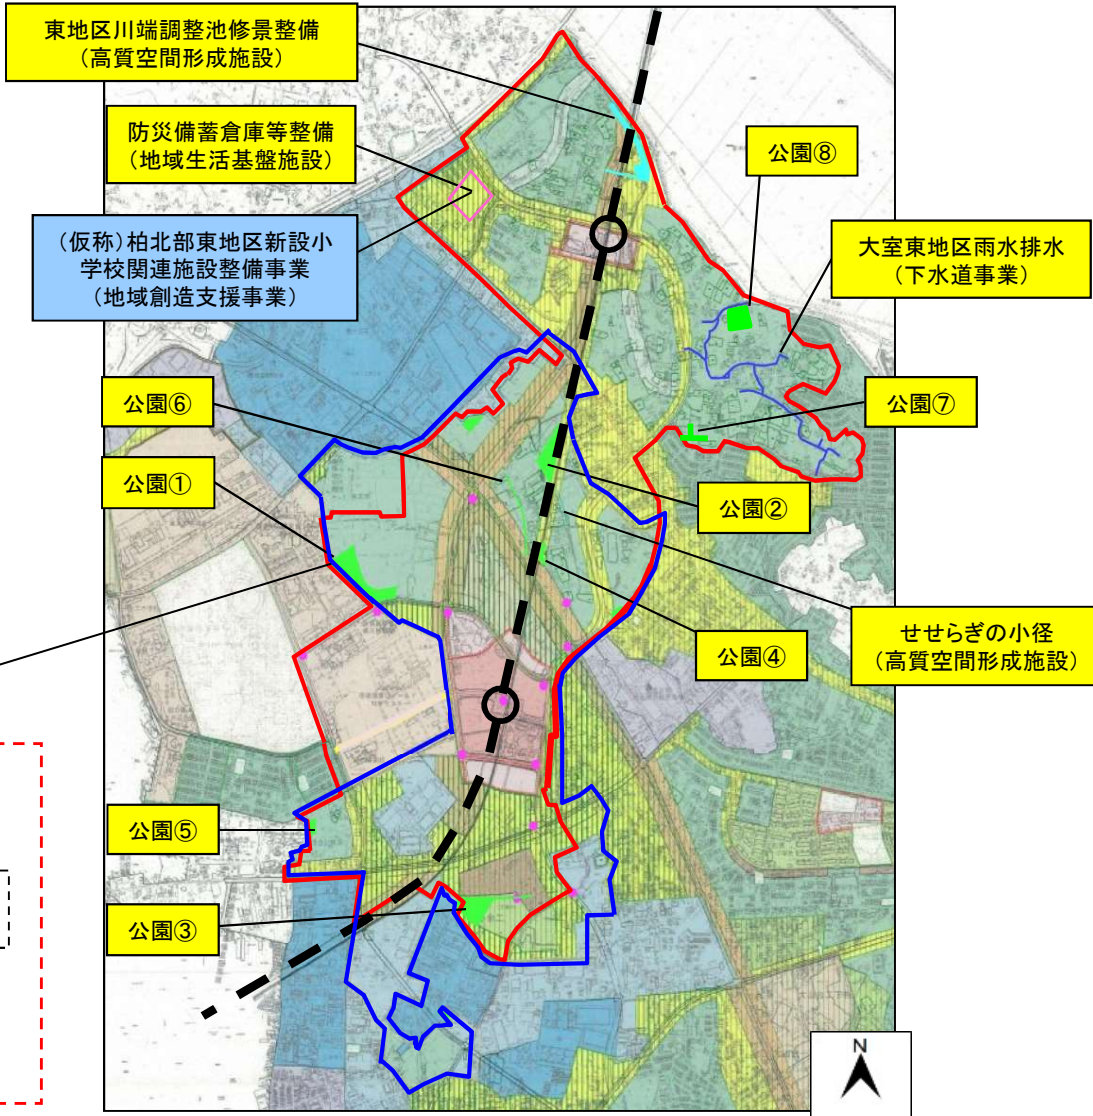 東地区川端調整池修景整備
（高質空間形成施設）
防災備蓄倉庫等整備
（地域生活基盤施設）
公園⑧
（仮称）柏北部東地区新設小
学校関連施設整備事業
（地域創造支援事業）
大室東地区雨水排水
（下水道事業）
公園⑥
公園⑦
公園①
公園②
せせらぎの小径
（高質空間形成施設）
公園④
公園⑤
公園③
N